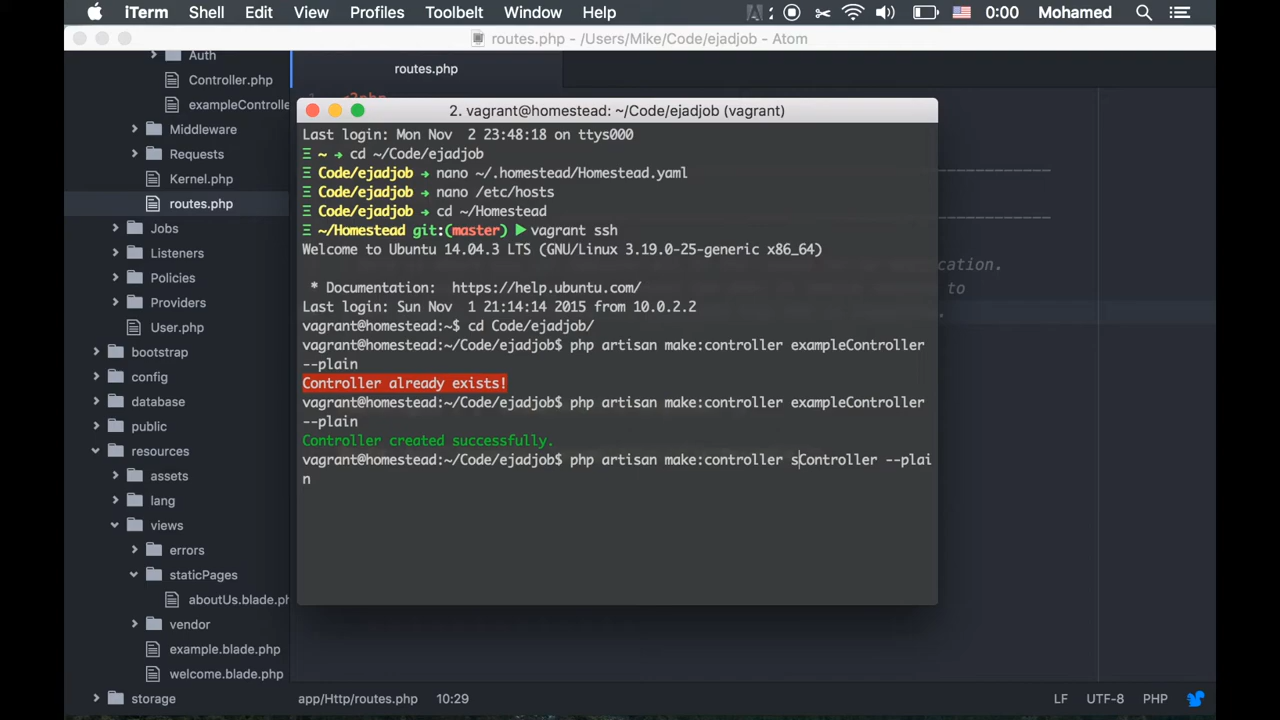 iTerm Shell Edit View Profiles Toolbelt Window Help 0:00 Mohamed
routes.php - /Users/Mike/Code/ejadjob - Atom
Auth
Controller.php
exampleControlle
Middleware
Requests
Kernel.php
routes.php
Jobs
Listeners
Policies
Providers
User.php
bootstrap
config
database
public
resources
assets
lang
views
errors
staticPages
aboutUs.blade.ph
vendor
example.blade.php
welcome.blade.php
storage
routes.php
1 <?php
2. vagrant@homestead: ~/Code/ejadjob (vagrant)
Last login: Mon Nov  2 23:48:18 on ttys000
Ξ ~ → cd ~/Code/ejadjob
Ξ Code/ejadjob → nano ~/.homestead/Homestead.yaml
Ξ Code/ejadjob → nano /etc/hosts
Ξ Code/ejadjob → cd ~/Homestead
Ξ ~/Homestead git:(master) ▶ vagrant ssh
Welcome to Ubuntu 14.04.3 LTS (GNU/Linux 3.19.0-25-generic x86_64)
* Documentation:  https://help.ubuntu.com/
Last login: Sun Nov  1 21:14:14 2015 from 10.0.2.2
vagrant@homestead:~$ cd Code/ejadjob/
vagrant@homestead:~/Code/ejadjob$ php artisan make:controller exampleController
--plain
Controller already exists!
vagrant@homestead:~/Code/ejadjob$ php artisan make:controller exampleController
--plain
Controller created successfully.
vagrant@homestead:~/Code/ejadjob$ php artisan make:controller sController --plai
n
ication.
to
app/Http/routes.php 10:29 LF UTF-8 PHP